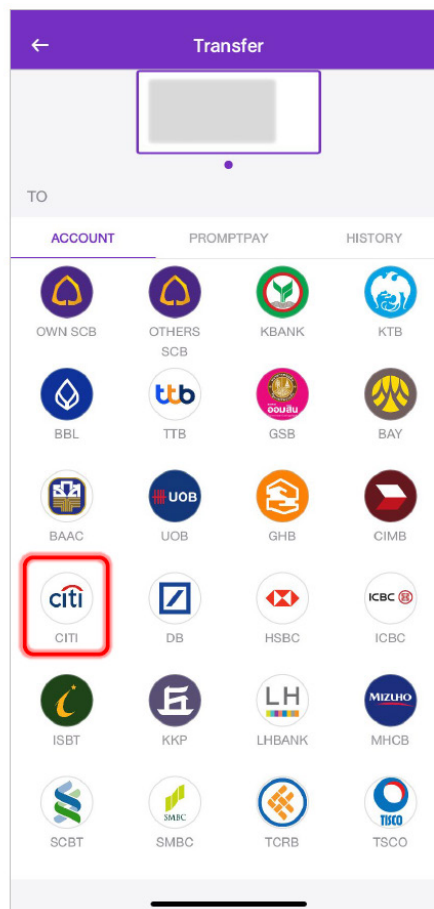 Transfer
TO
ACCOUNT PROMPTPAY HISTORY
OWN SCB OTHERS SCB KBANK KTB
ttb ออมสิน
BBL TTB GSB BAY
UOB
BAAC UOB GHB CIMB
citi ICBC
CITI DB HSBC ICBC
LH MIZUHO
ISBT KKP LHBANK MHCB
SMBC TISCO
SCBT SMBC TCRB TSCO